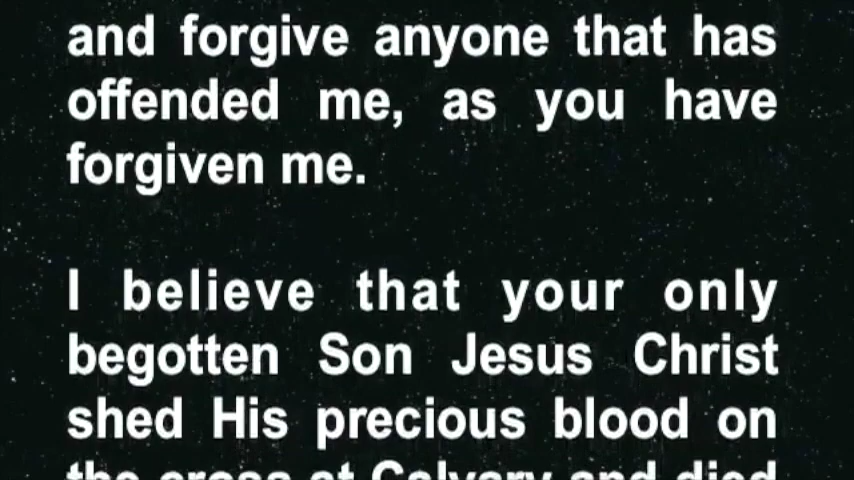 and forgive anyone that has
offended me, as you have
forgiven me.
I believe that your only
begotten Son Jesus Christ
shed His precious blood on
the cross at Calvary and died